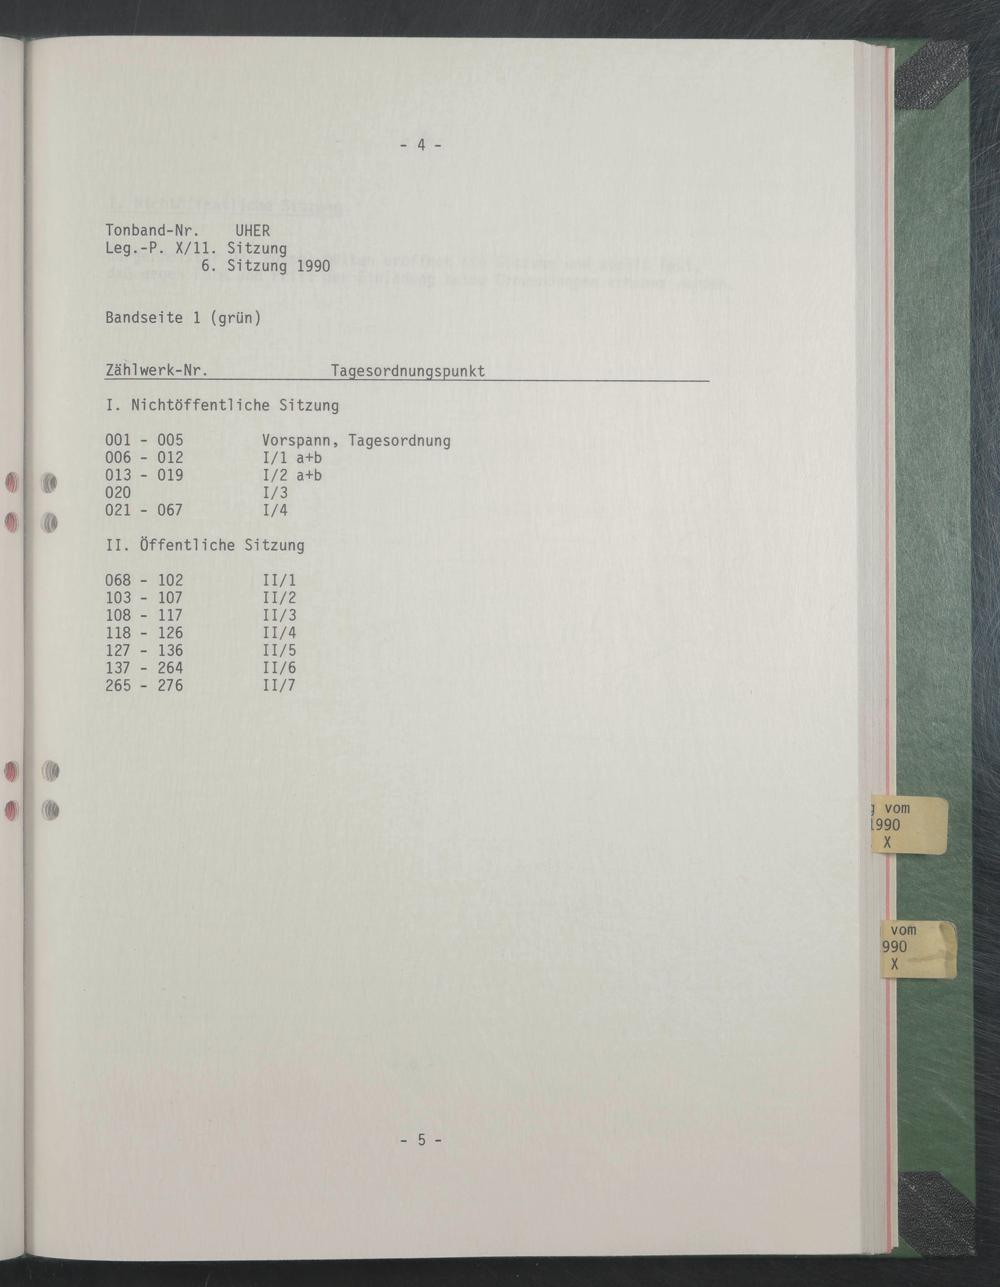 - 4 -
Tonband-Nr. UHER
Leg.-P. X/11. Sitzung
6. Sitzung 1990
Bandseite 1 (grün)
Zählwerk-Nr. Tagesordnungspunkt
I. Nichtöffentliche Sitzung
001 - 005 Vorspann, Tagesordnung
006 - 012 I/1 a+b
013 - 019 I/2 a+b
020 I/3
021 - 067 I/4
II. Öffentliche Sitzung
068 - 102 II/1
103 - 107 II/2
108 - 117 II/3
118 - 126 II/4
127 - 136 II/5
137 - 264 II/6
265 - 276 II/7
g vom
1990
X
vom
990
X
- 5 -